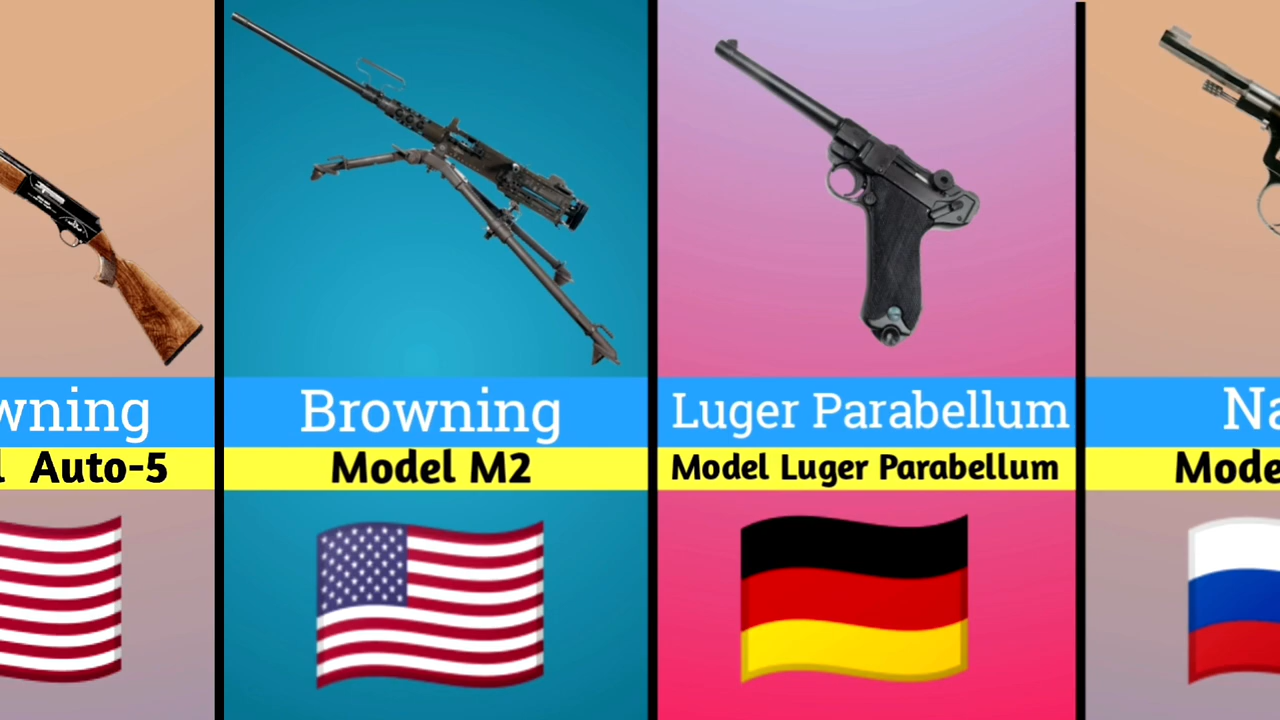 wning
Auto-5
Browning
Model M2
Luger Parabellum
Model Luger Parabellum
Na
Mode